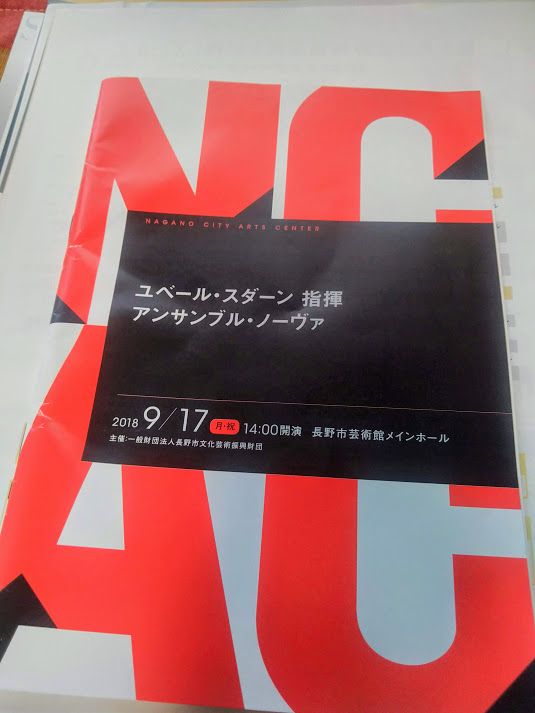 NC
NAGANO CITY ARTS CENTER
ユベール・スダーン 指揮
アンサンブル・ノーヴァ
2018 9/17 月・祝 14:00開演 長野市芸術館メインホール
主催:一般財団法人長野市文化芸術振興財団
AC